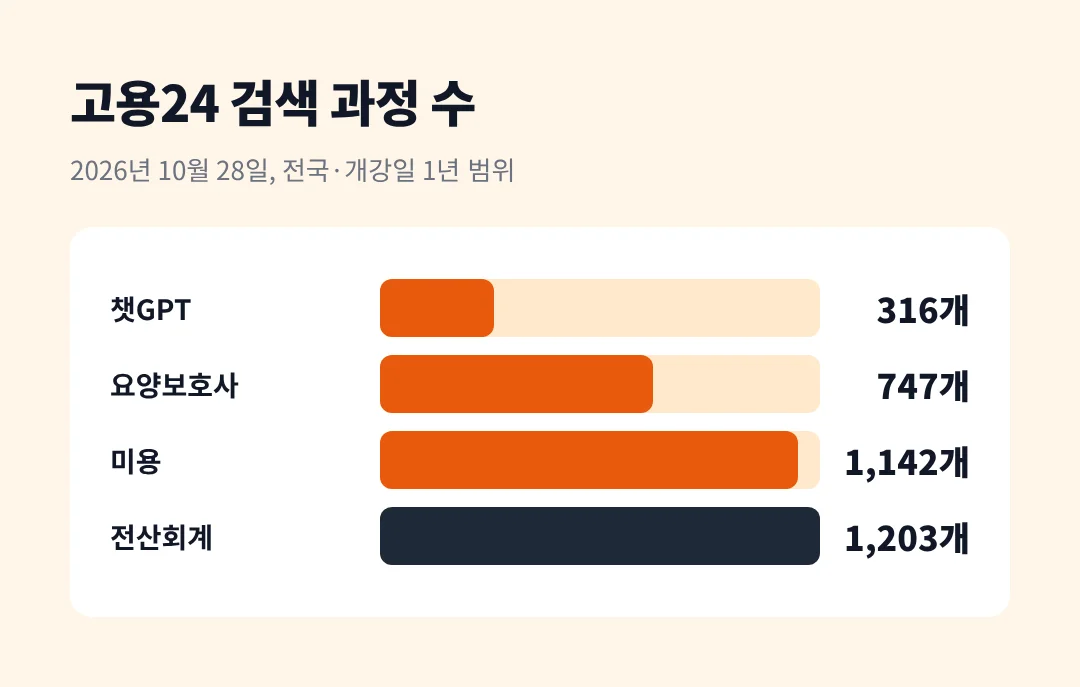 고용24 검색 과정 수
2026년 10월 28일, 전국·개강일 1년 범위
챗GPT 316개
요양보호사 747개
미용 1,142개
전산회계 1,203개